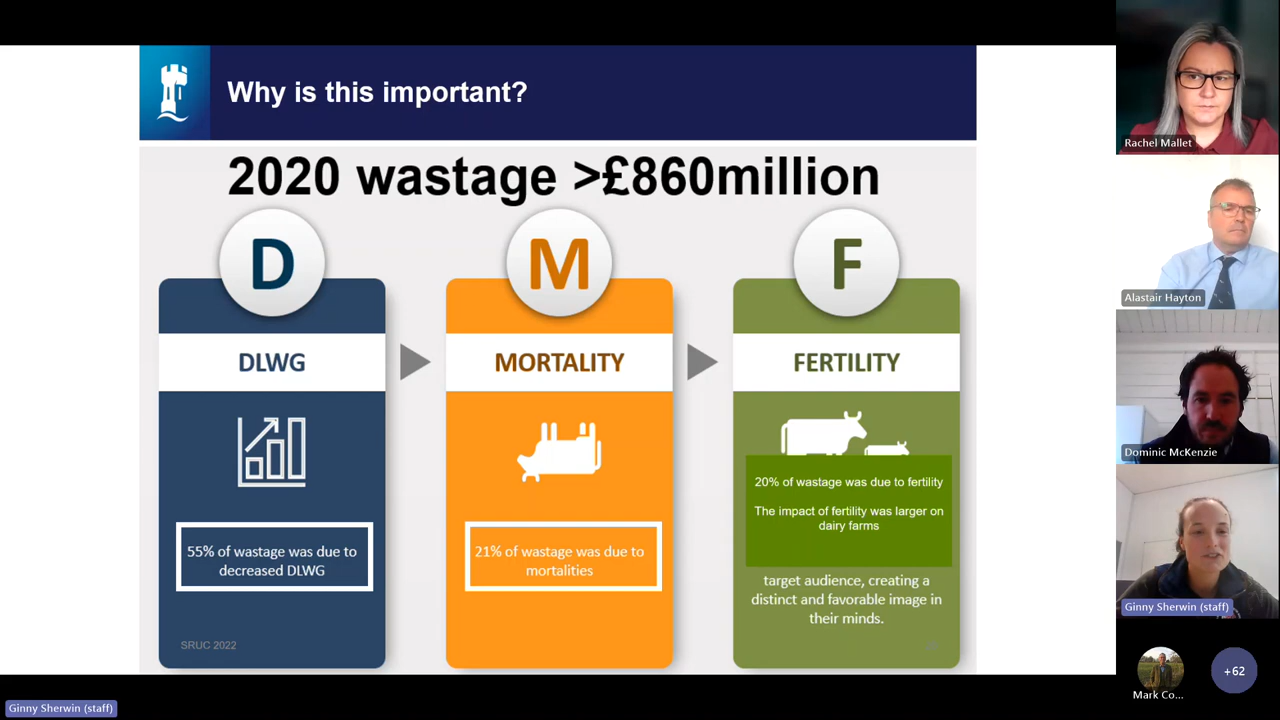 Why is this important?
2020 wastage >£860million
D
DLWG
55% of wastage was due to
decreased DLWG
SRUC 2022
M
MORTALITY
21% of wastage was due to
mortalities
F
FERTILITY
20% of wastage was due to fertility
The impact of fertility was larger on
dairy farms
target audience, creating a
distinct and favorable image in
their minds.
Rachel Mallet
Alastair Hayton
Dominic McKenzie
Ginny Sherwin (staff)
Mark Co...
+62
Ginny Sherwin (staff)